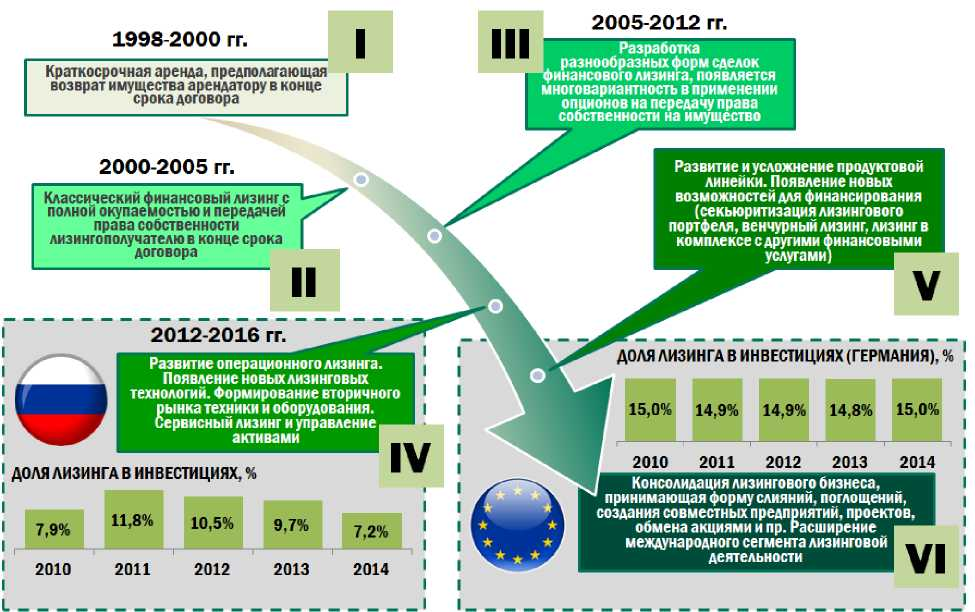 1998-2000 гг.
I
Краткосрочная аренда, предполагающая
возврат имущества арендатору в конце
срока договора
2000-2005 гг.
Классический финансовый лизинг с
полной окупаемостью и передачей
права собственности
лизингополучателю в конце срока
договора
II
2005-2012 гг.
III
Разработка
разнообразных форм сделок
финансового лизинга, появляется
многовариантность в применении
опционов на передачу права
собственности на имущество
2012-2016 гг.
Развитие операционного лизинга.
Появление новых лизинговых
технологий. Формирование вторичного
рынка техники и оборудования.
Сервисный лизинг и управление
активами
IV
ДОЛЯ ЛИЗИНГА В ИНВЕСТИЦИЯХ, %
7,9% 11,8% 10,5% 9,7% 7,2%
2010 2011 2012 2013 2014
Развитие и усложнение продуктовой
линейки. Появление новых
возможностей для финансирования
(секьюритизация лизингового
портфеля, венчурный лизинг, лизинг в
комплексе с другими финансовыми
услугами)
V
ДОЛЯ ЛИЗИНГА В ИНВЕСТИЦИЯХ (ГЕРМАНИЯ), %
15,0% 14,9% 14,9% 14,8% 15,0%
2010 2011 2012 2013 2014
Консолидация лизингового бизнеса,
принимающая форму слияний, поглощений,
создания совместных предприятий, проектов,
обмена акциями и пр. Расширение
международного сегмента лизинговой
деятельности
VI